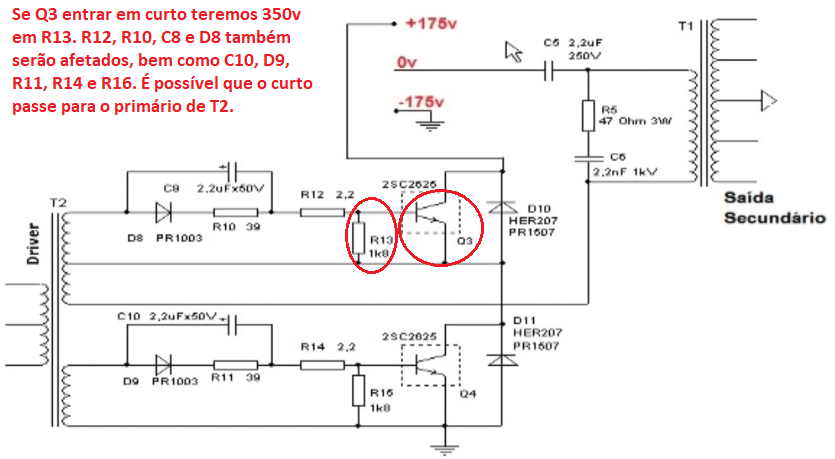 Se Q3 entrar em curto teremos 350v
em R13. R12, R10, C8 e D8 também
serão afetados, bem como C10, D9,
R11, R14 e R16. É possível que o curto
passe para o primário de T2.
+175v
0v
-175v
C5 2,2uF
250V
T1
R5
47 Ohm 3W
C6
2,2nF 1kV
Saída
Secundário
T2
Driver
C9
2,2uFx50V
D8 PR1003
R10 39
R12 2,2
R13
1k8
2SC2625
Q3
D10
HER207
PR1507
C10 2,2uFx50V
D9 PR1003
R11 39
R14 2,2
R15
1k8
2SC2625
Q4
D11
HER207
PR1507